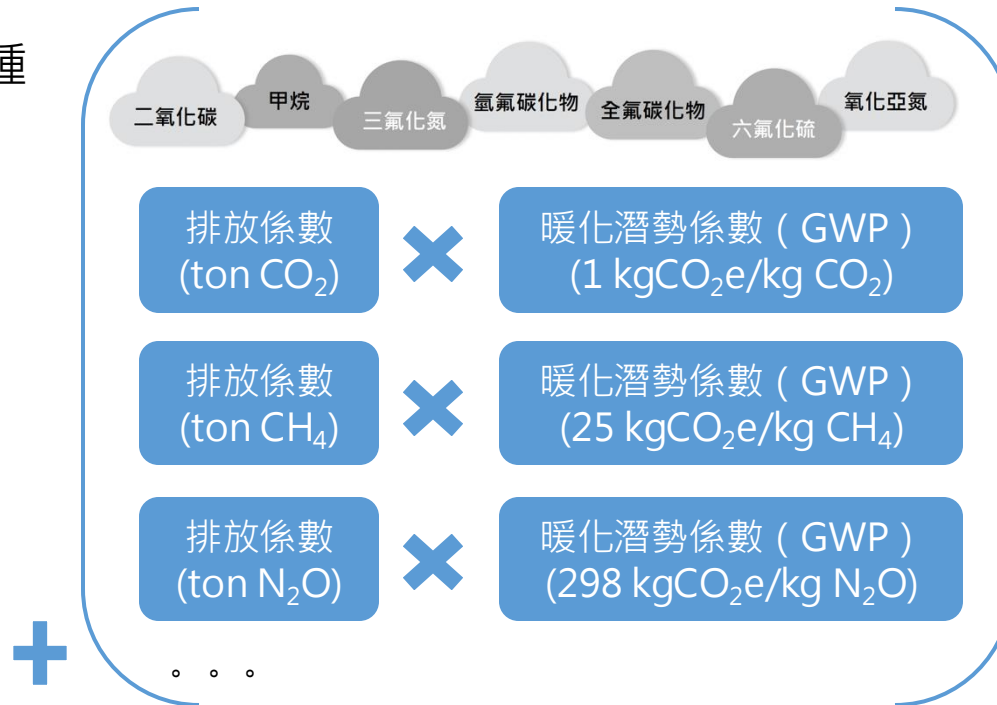 種
二氧化碳
甲烷
三氟化氮
氫氟碳化物
全氟碳化物
六氟化硫
氧化亞氮
排放係數
(ton CO₂)
暖化潛勢係數（GWP）
(1 kgCO₂e/kg CO₂)
排放係數
(ton CH₄)
暖化潛勢係數（GWP）
(25 kgCO₂e/kg CH₄)
排放係數
(ton N₂O)
暖化潛勢係數（GWP）
(298 kgCO₂e/kg N₂O)
。。。